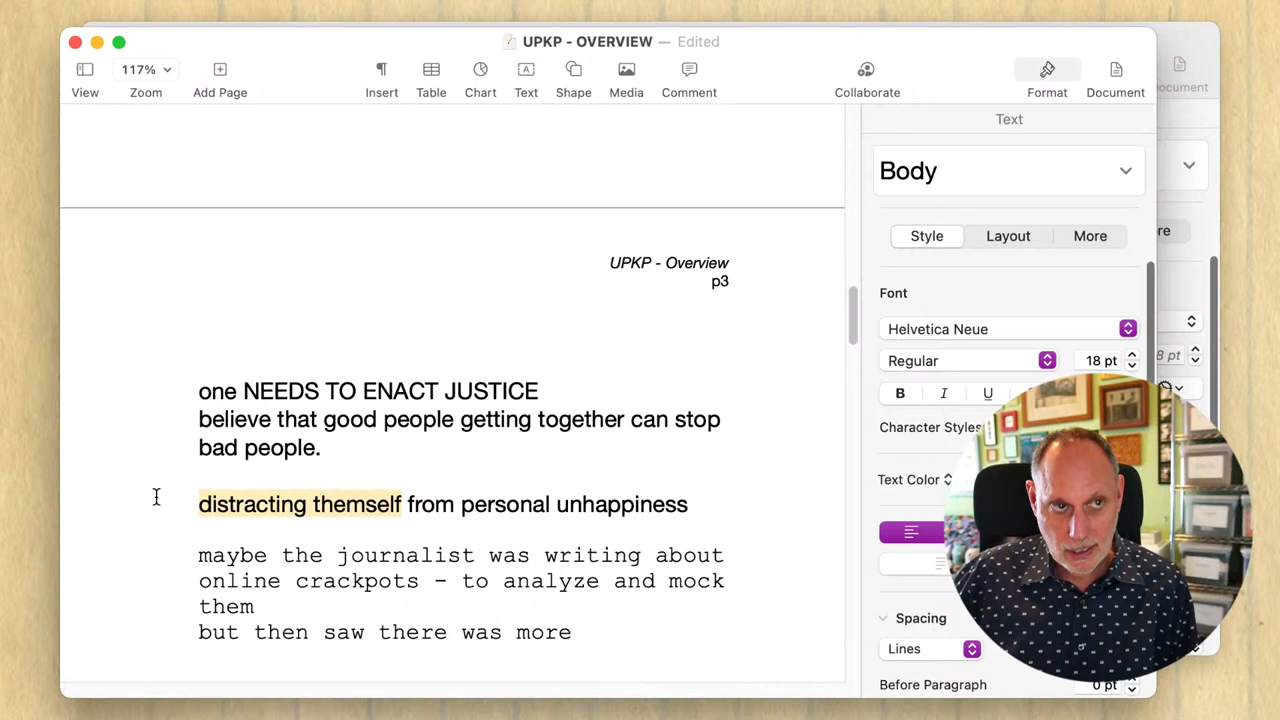 UPKP - OVERVIEW — Edited
117%
View
Zoom
Add Page
Insert
Table
Chart
Text
Shape
Media
Comment
Collaborate
Format
Document
ocument
Text
Body
Style
Layout
More
re
Font
Helvetica Neue
Regular
18 pt
8 pt
B I U
Character Styles
Text Color
Spacing
Lines
Before Paragraph
0 pt
UPKP - Overview
p3
one NEEDS TO ENACT JUSTICE
believe that good people getting together can stop
bad people.
distracting themself from personal unhappiness
maybe the journalist was writing about
online crackpots - to analyze and mock
them
but then saw there was more